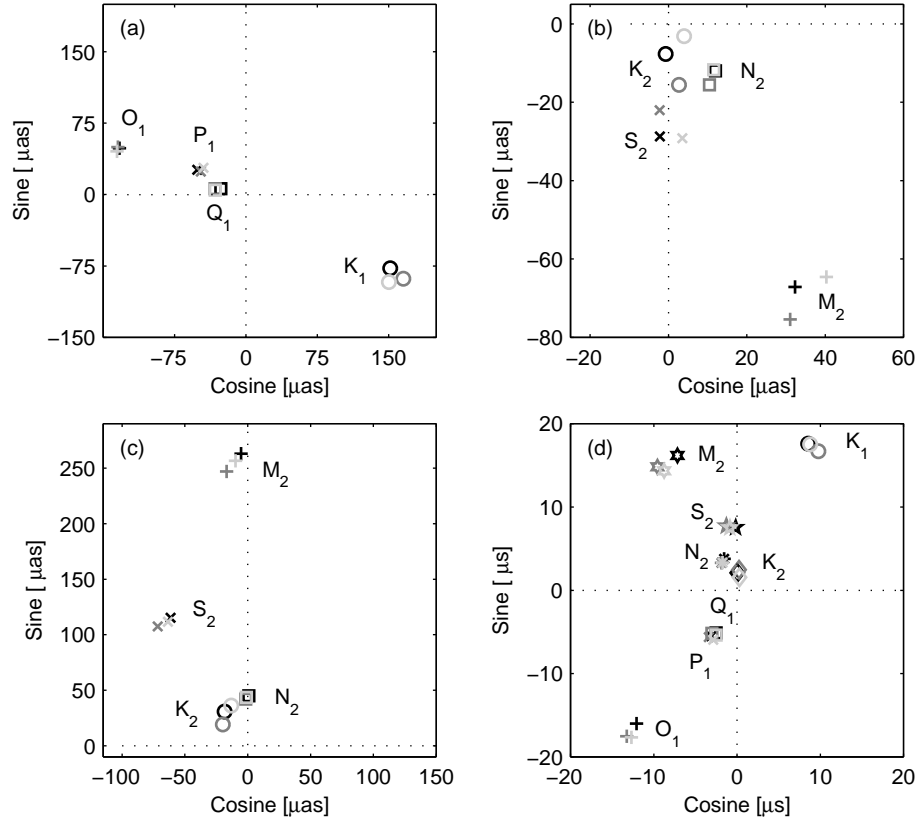 (a)
150
75
0
−75
−150
−75
0
75
150
Sine [ μas]
Cosine [μas]
O₁
P₁
Q₁
K₁
(b)
0
−20
−40
−60
−80
−20
0
20
40
60
Sine [ μas]
Cosine [μas]
K₂
N₂
S₂
M₂
(c)
250
200
150
100
50
0
−100
−50
0
50
100
150
Sine [ μas]
Cosine [μas]
M₂
S₂
K₂
N₂
(d)
20
10
0
−10
−20
−20
−10
0
10
20
Sine [ μs]
Cosine [μs]
M₂
K₁
S₂
N₂
K₂
Q₁
P₁
O₁